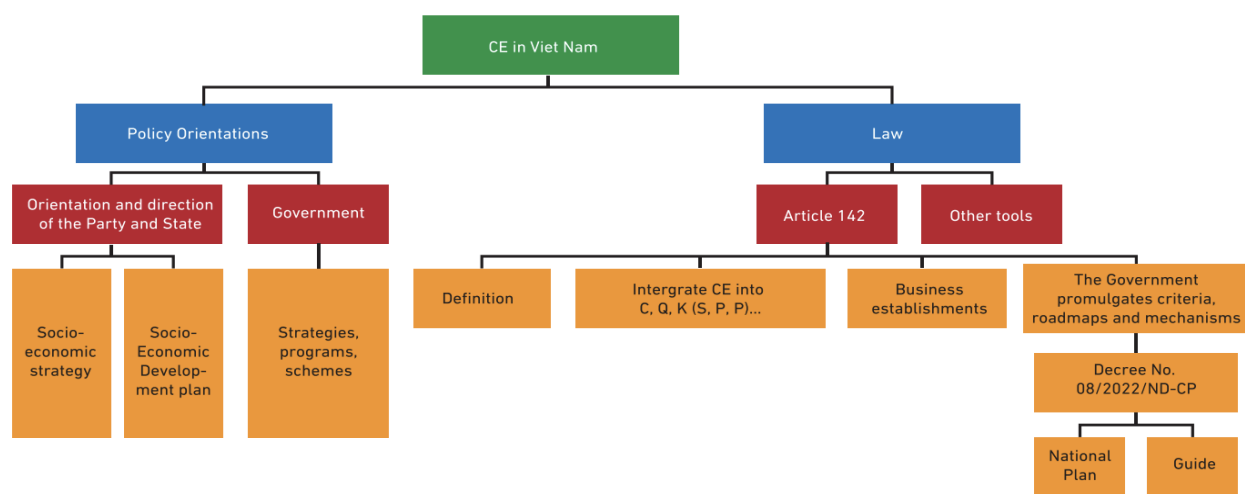 CE in Viet Nam
Policy Orientations
Law
Orientation and direction
of the Party and State
Government
Article 142
Other tools
Socio-
economic
strategy
Socio-
Economic
Develop-
ment plan
Strategies,
programs,
schemes
Definition
Intergrate CE into
C, Q, K (S, P, P)...
Business
establishments
The Government
promulgates criteria,
roadmaps and mechanisms
Decree No.
08/2022/ND-CP
National
Plan
Guide